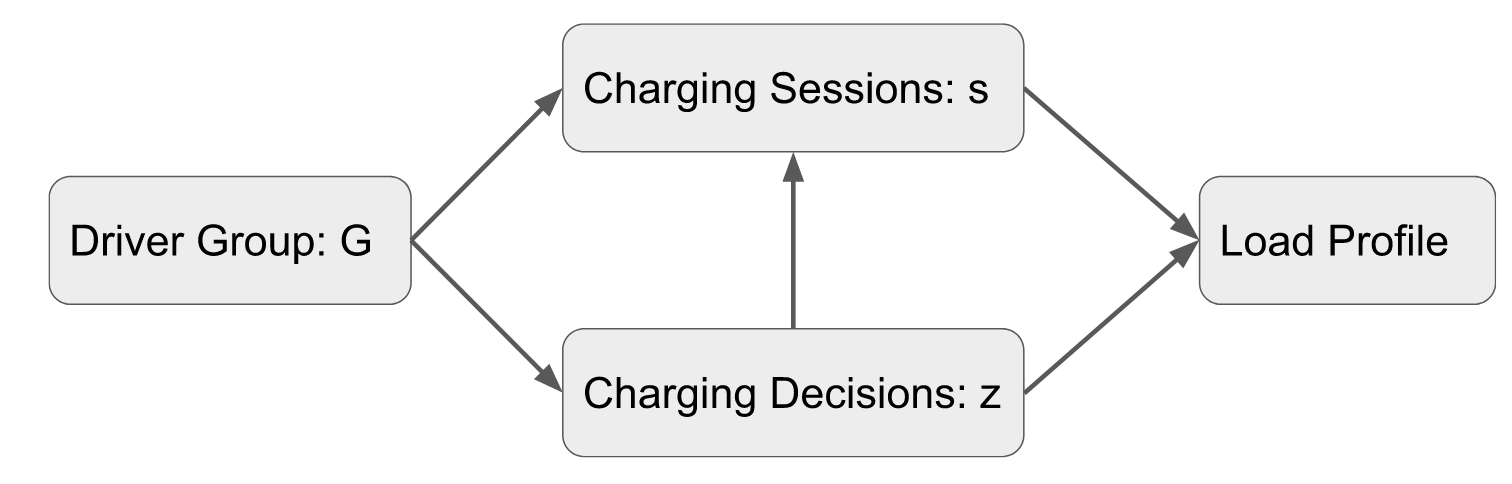 Charging Sessions: s
Driver Group: G
Load Profile
Charging Decisions: z